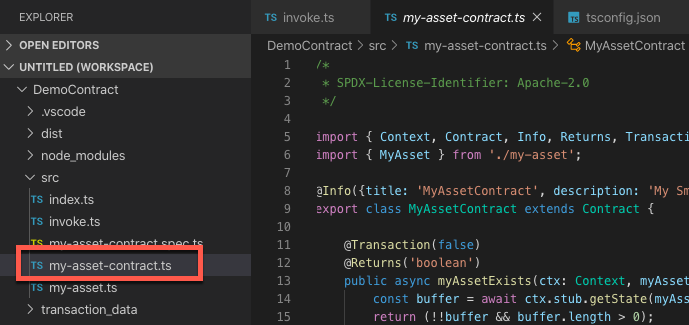 EXPLORER
OPEN EDITORS
UNTITLED (WORKSPACE)
DemoContract
.vscode
dist
node_modules
src
TS index.ts
TS invoke.ts
TS my-asset-contract.spec.ts
TS my-asset-contract.ts
TS my-asset.ts
transaction_data
TS invoke.ts
TS my-asset-contract.ts ×
TS tsconfig.json
DemoContract > src > TS my-asset-contract.ts > MyAssetContract
1 /*
2 * SPDX-License-Identifier: Apache-2.0
3 */
4
5 import { Context, Contract, Info, Returns, Transacti
6 import { MyAsset } from './my-asset';
7
8 @Info({title: 'MyAssetContract', description: 'My Sm
9 export class MyAssetContract extends Contract {
10
11 @Transaction(false)
12 @Returns('boolean')
13 public async myAssetExists(ctx: Context, myAsset
14 const buffer = await ctx.stub.getState(myAss
15 return (!!buffer && buffer.length > 0);